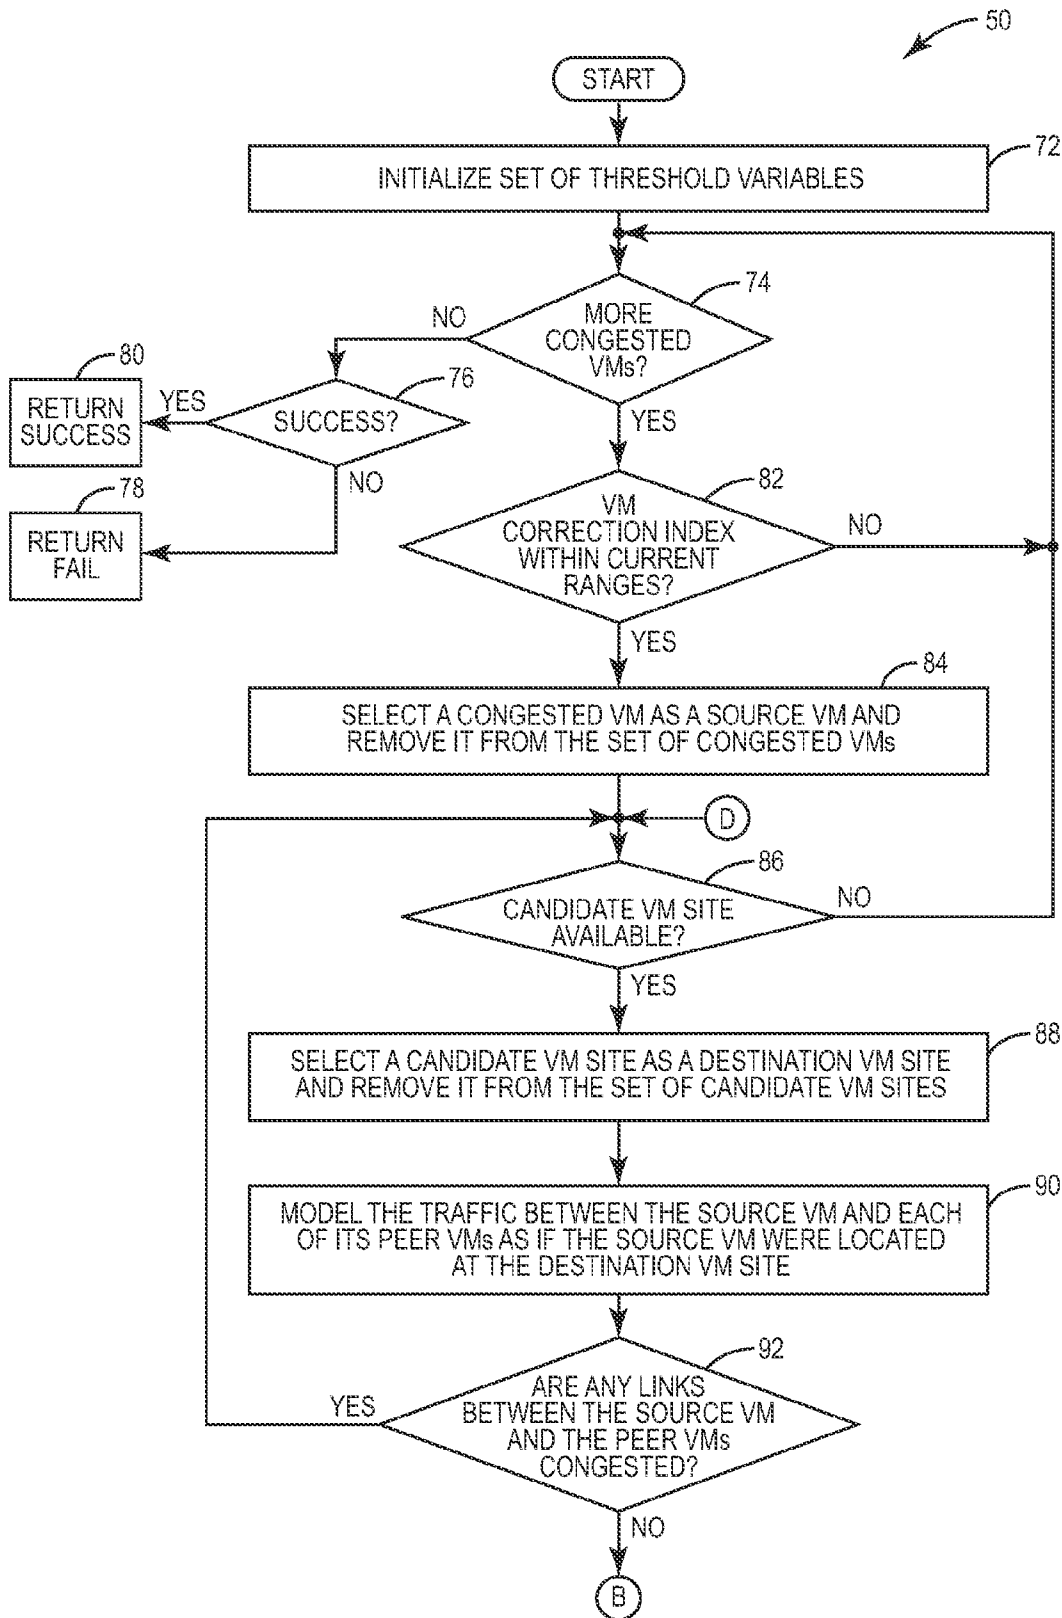 50
START
72
INITIALIZE SET OF THRESHOLD VARIABLES
74
MORE
CONGESTED
VMs?
NO
YES
76
SUCCESS?
YES
NO
80
RETURN
SUCCESS
78
RETURN
FAIL
82
VM
CORRECTION INDEX
WITHIN CURRENT
RANGES?
NO
YES
84
SELECT A CONGESTED VM AS A SOURCE VM AND
REMOVE IT FROM THE SET OF CONGESTED VMs
D
86
CANDIDATE VM SITE
AVAILABLE?
NO
YES
88
SELECT A CANDIDATE VM SITE AS A DESTINATION VM SITE
AND REMOVE IT FROM THE SET OF CANDIDATE VM SITES
90
MODEL THE TRAFFIC BETWEEN THE SOURCE VM AND EACH
OF ITS PEER VMs AS IF THE SOURCE VM WERE LOCATED
AT THE DESTINATION VM SITE
92
ARE ANY LINKS
BETWEEN THE SOURCE VM
AND THE PEER VMs
CONGESTED?
YES
NO
B